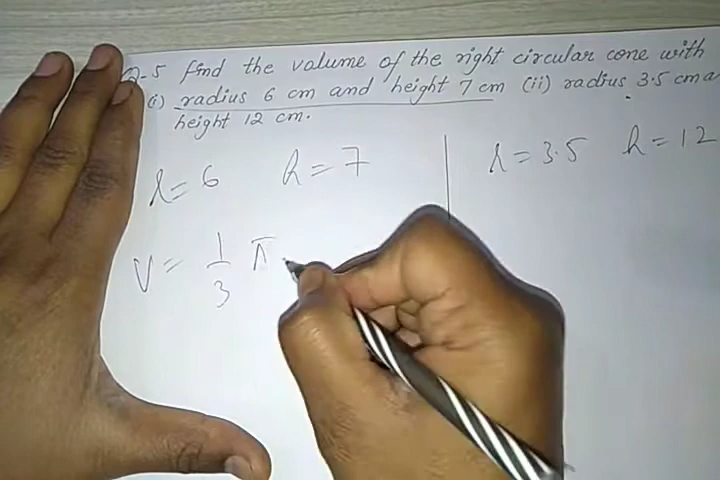 Q-5 find the volume of the right circular cone with
(i) radius 6 cm and height 7 cm (ii) radius 3.5 cm a
height 12 cm.
r = 6 h = 7
r = 3.5 h = 12
V = 1/3 π